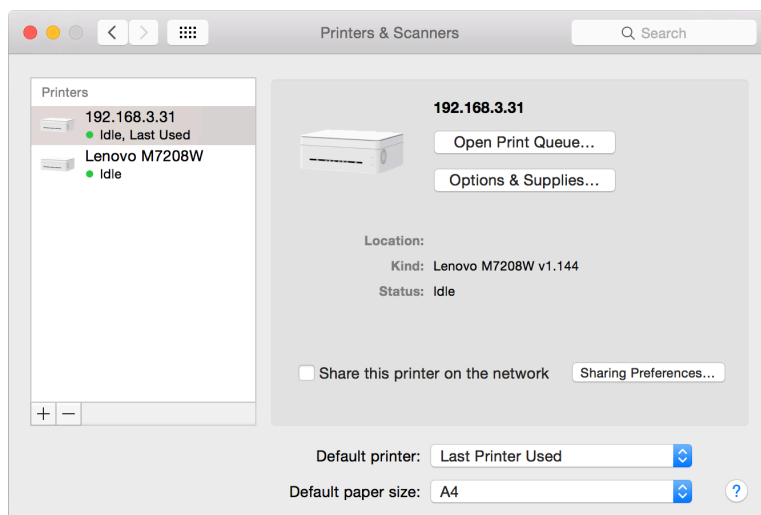 Printers & Scanners
Search
Printers
192.168.3.31
Idle, Last Used
Lenovo M7208W
Idle
192.168.3.31
Open Print Queue...
Options & Supplies...
Location:
Kind: Lenovo M7208W v1.144
Status: Idle
Share this printer on the network
Sharing Preferences...
+ −
Default printer: Last Printer Used
Default paper size: A4
?